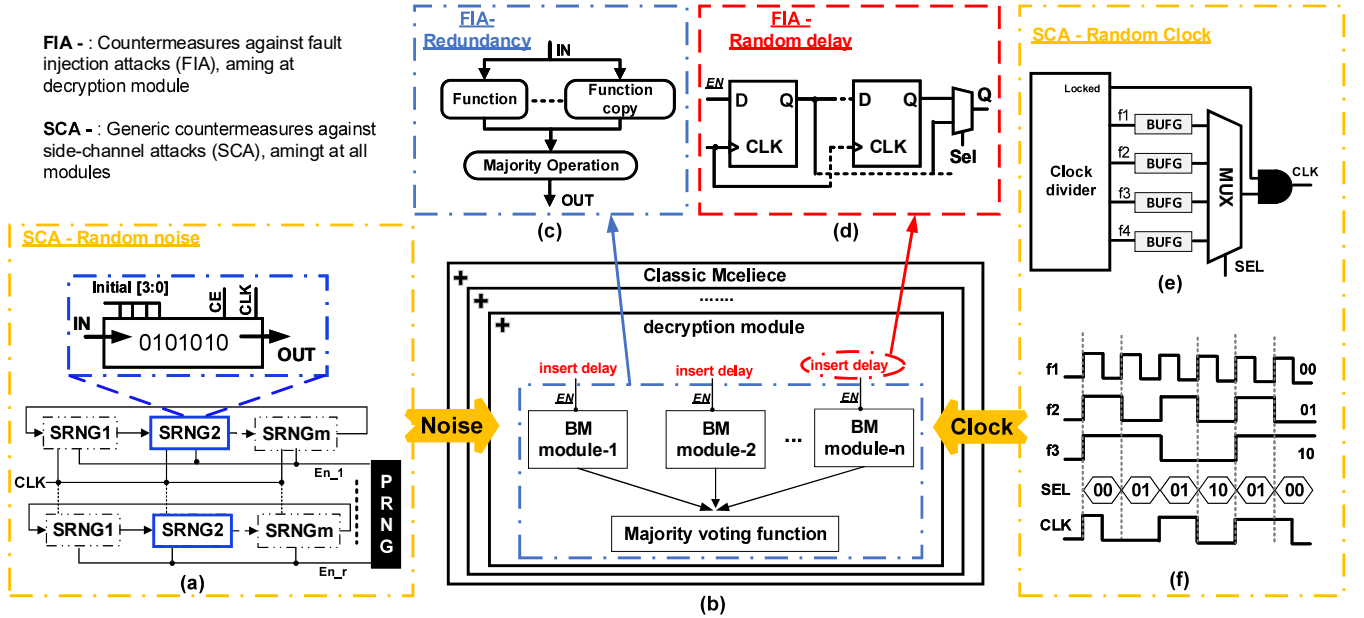 FIA - : Countermeasures against fault
injection attacks (FIA), aming at
decryption module
SCA - : Generic countermeasures against
side-channel attacks (SCA), amingt at all
modules
FIA-
Redundancy
IN
Function
Function
copy
Majority Operation
OUT
(c)
FIA -
Random delay
EN
D
Q
CLK
D
Q
CLK
Q
Sel
(d)
SCA - Random Clock
Locked
Clock
divider
f1
BUFG
f2
BUFG
f3
BUFG
f4
BUFG
MUX
CLK
SEL
(e)
f1
00
f2
01
f3
10
SEL
00
01
01
10
01
00
CLK
(f)
SCA - Random noise
Initial [3:0]
CE
CLK
IN
0101010
OUT
SRNG1
SRNG2
SRNGm
En_1
CLK
SRNG1
SRNG2
SRNGm
En_r
PRNG
(a)
Noise
Clock
Classic Mceliece
.......
decryption module
insert delay
insert delay
insert delay
EN
EN
EN
BM
module-1
BM
module-2
...
BM
module-n
Majority voting function
(b)